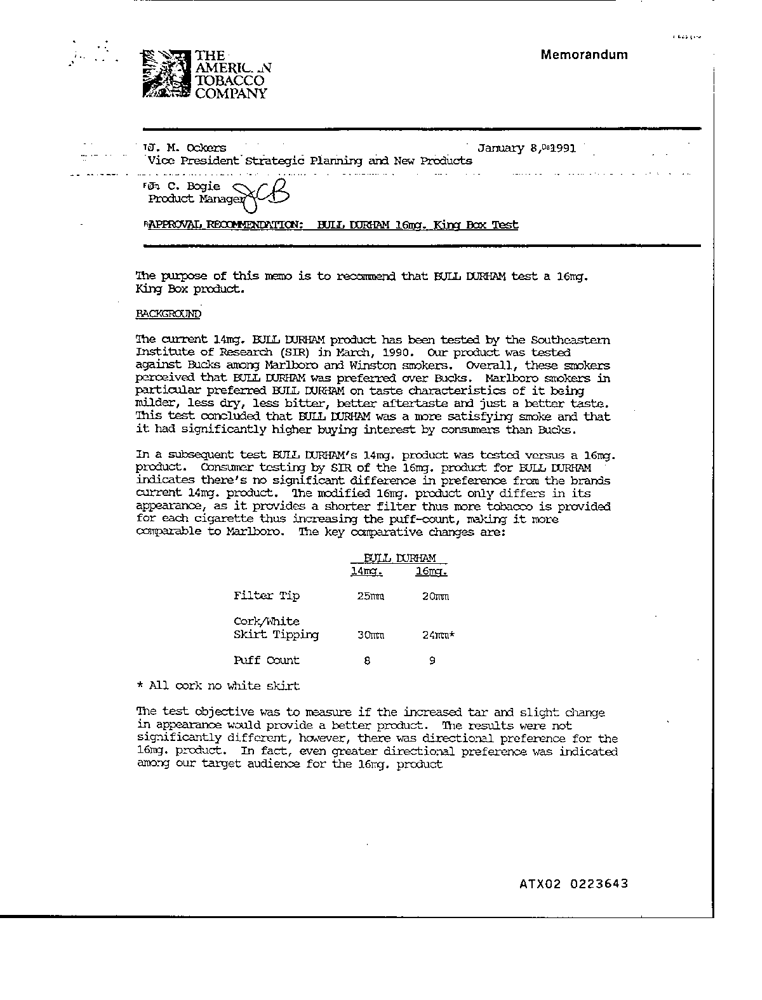 THE
AMERIC N
TOBACCO
COMPANY
Memorandum
J. M. Ockers January 8, 1991
Vice President Strategic Planning and New Products
C. Bogie JCB
Product Manager
APPROVAL RECOMMENDATION: BULL DURHAM 16mg. King Box Test
The purpose of this memo is to recommend that BULL DURHAM test a 16mg.
King Box product.
BACKGROUND
The current 14mg. BULL DURHAM product has been tested by the Southeastern
Institute of Research (SIR) in March, 1990. Our product was tested
against Bucks among Marlboro and Winston smokers. Overall, these smokers
perceived that BULL DURHAM was preferred over Bucks. Marlboro smokers in
particular preferred BULL DURHAM on taste characteristics of it being
milder, less dry, less bitter, better aftertaste and just a better taste.
This test concluded that BULL DURHAM was a more satisfying smoke and that
it had significantly higher buying interest by consumers than Bucks.
In a subsequent test BULL DURHAM's 14mg. product was tested versus a 16mg.
product. Consumer testing by SIR of the 16mg. product for BULL DURHAM
indicates there's no significant difference in preference from the brands
current 14mg. product. The modified 16mg. product only differs in its
appearance, as it provides a shorter filter thus more tobacco is provided
for each cigarette thus increasing the puff-count, making it more
comparable to Marlboro. The key comparative changes are:
BULL DURHAM
14mg. 16mg.
Filter Tip 25mm 20mm
Cork/White
Skirt Tipping 30mm 24mm*
Puff Count 8 9
* All cork no white skirt
The test objective was to measure if the increased tar and slight change
in appearance would provide a better product. The results were not
significantly different, however, there was directional preference for the
16mg. product. In fact, even greater directional preference was indicated
among our target audience for the 16mg. product
ATX02 0223643